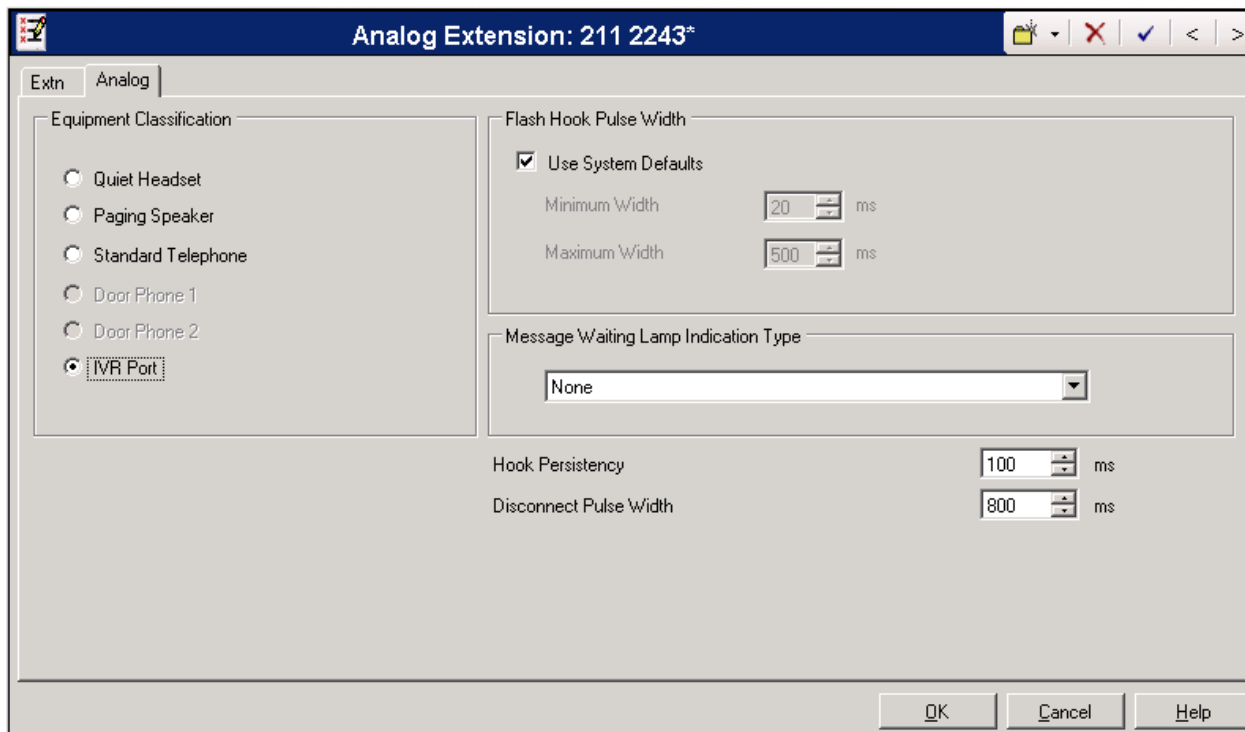 Analog Extension: 211 2243*
Extn Analog
Equipment Classification
Quiet Headset
Paging Speaker
Standard Telephone
Door Phone 1
Door Phone 2
IVR Port
Flash Hook Pulse Width
Use System Defaults
Minimum Width 20 ms
Maximum Width 500 ms
Message Waiting Lamp Indication Type
None
Hook Persistency 100 ms
Disconnect Pulse Width 800 ms
OK Cancel Help